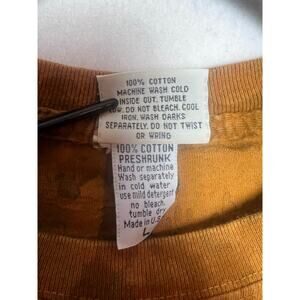 100% COTTON
MACHINE WASH COLD
INSIDE OUT. TUMBLE
LOW. DO NOT BLEACH. COOL
IRON. WASH DARKS
SEPARATELY. DO NOT TWIST
OR WRING
100% COTTON
PRESHRUNK
Hand or machine
Wash separately
in cold water
use mild detergent
no bleach
tumble dry
Made in U.S.
L